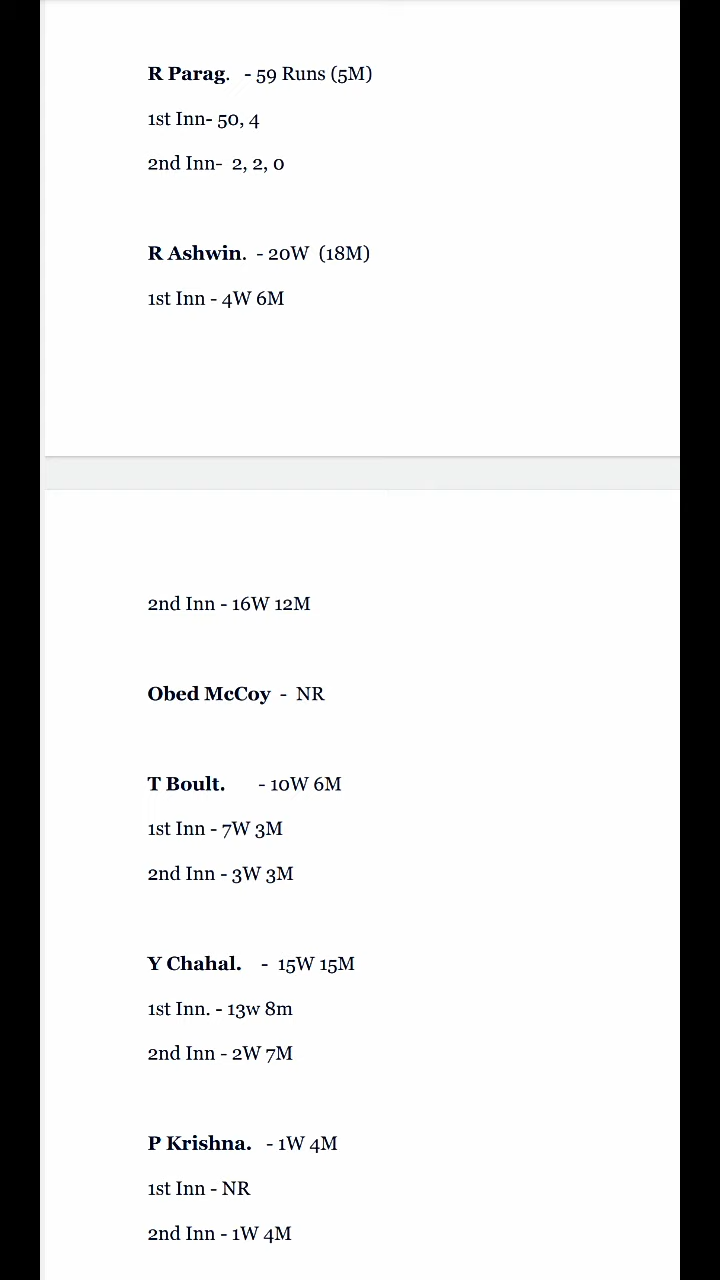 R Parag. - 59 Runs (5M)
1st Inn- 50, 4
2nd Inn- 2, 2, 0
R Ashwin. - 20W (18M)
1st Inn - 4W 6M
2nd Inn - 16W 12M
Obed McCoy - NR
T Boult. - 10W 6M
1st Inn - 7W 3M
2nd Inn - 3W 3M
Y Chahal. - 15W 15M
1st Inn. - 13w 8m
2nd Inn - 2W 7M
P Krishna. - 1W 4M
1st Inn - NR
2nd Inn - 1W 4M